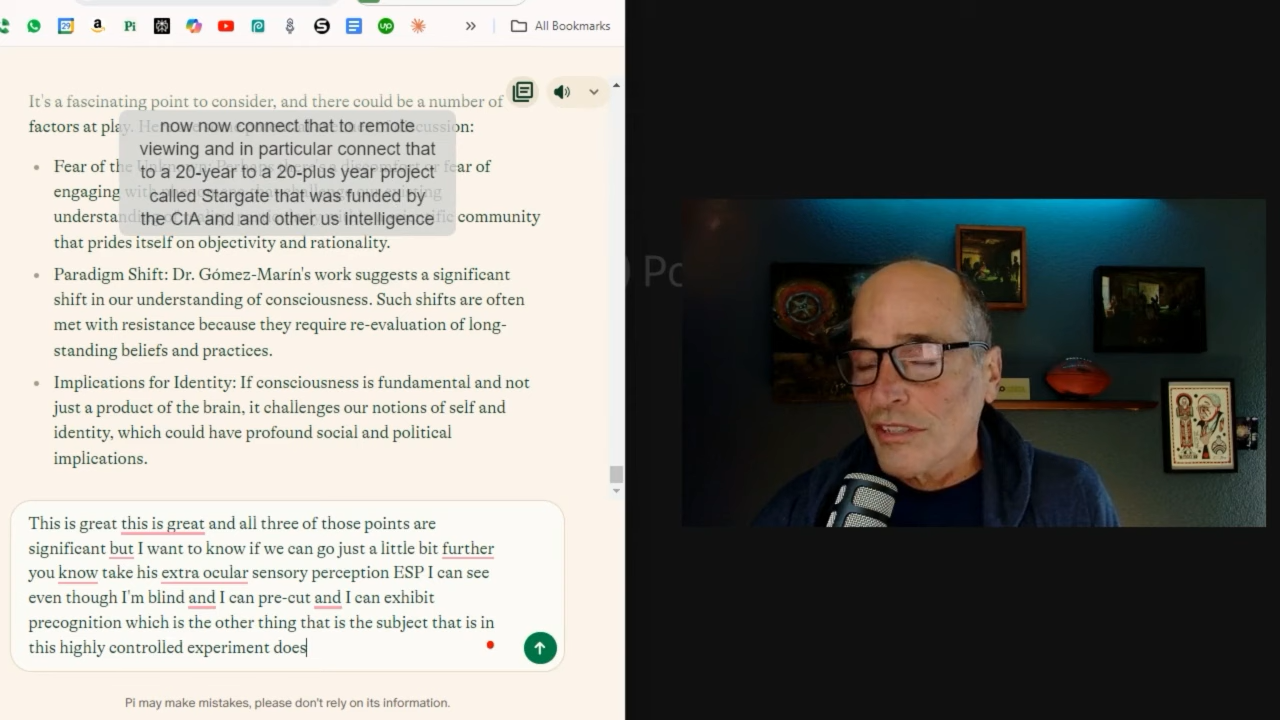 Pi
up
All Bookmarks
It's a fascinating point to consider, and there could be a number of
factors at play.
now now connect that to remote
viewing and in particular connect that
to a 20-year to a 20-plus year project
called Stargate that was funded by
the CIA and and other us intelligence
Fear of the
fear of
engaging
understan
community
that prides itself on objectivity and rationality.
Paradigm Shift: Dr. Gómez-Marín's work suggests a significant
shift in our understanding of consciousness. Such shifts are often
met with resistance because they require re-evaluation of long-
standing beliefs and practices.
Implications for Identity: If consciousness is fundamental and not
just a product of the brain, it challenges our notions of self and
identity, which could have profound social and political
implications.
This is great this is great and all three of those points are
significant but I want to know if we can go just a little bit further
you know take his extra ocular sensory perception ESP I can see
even though I'm blind and I can pre-cut and I can exhibit
precognition which is the other thing that is the subject that is in
this highly controlled experiment does
Pi may make mistakes, please don't rely on its information.